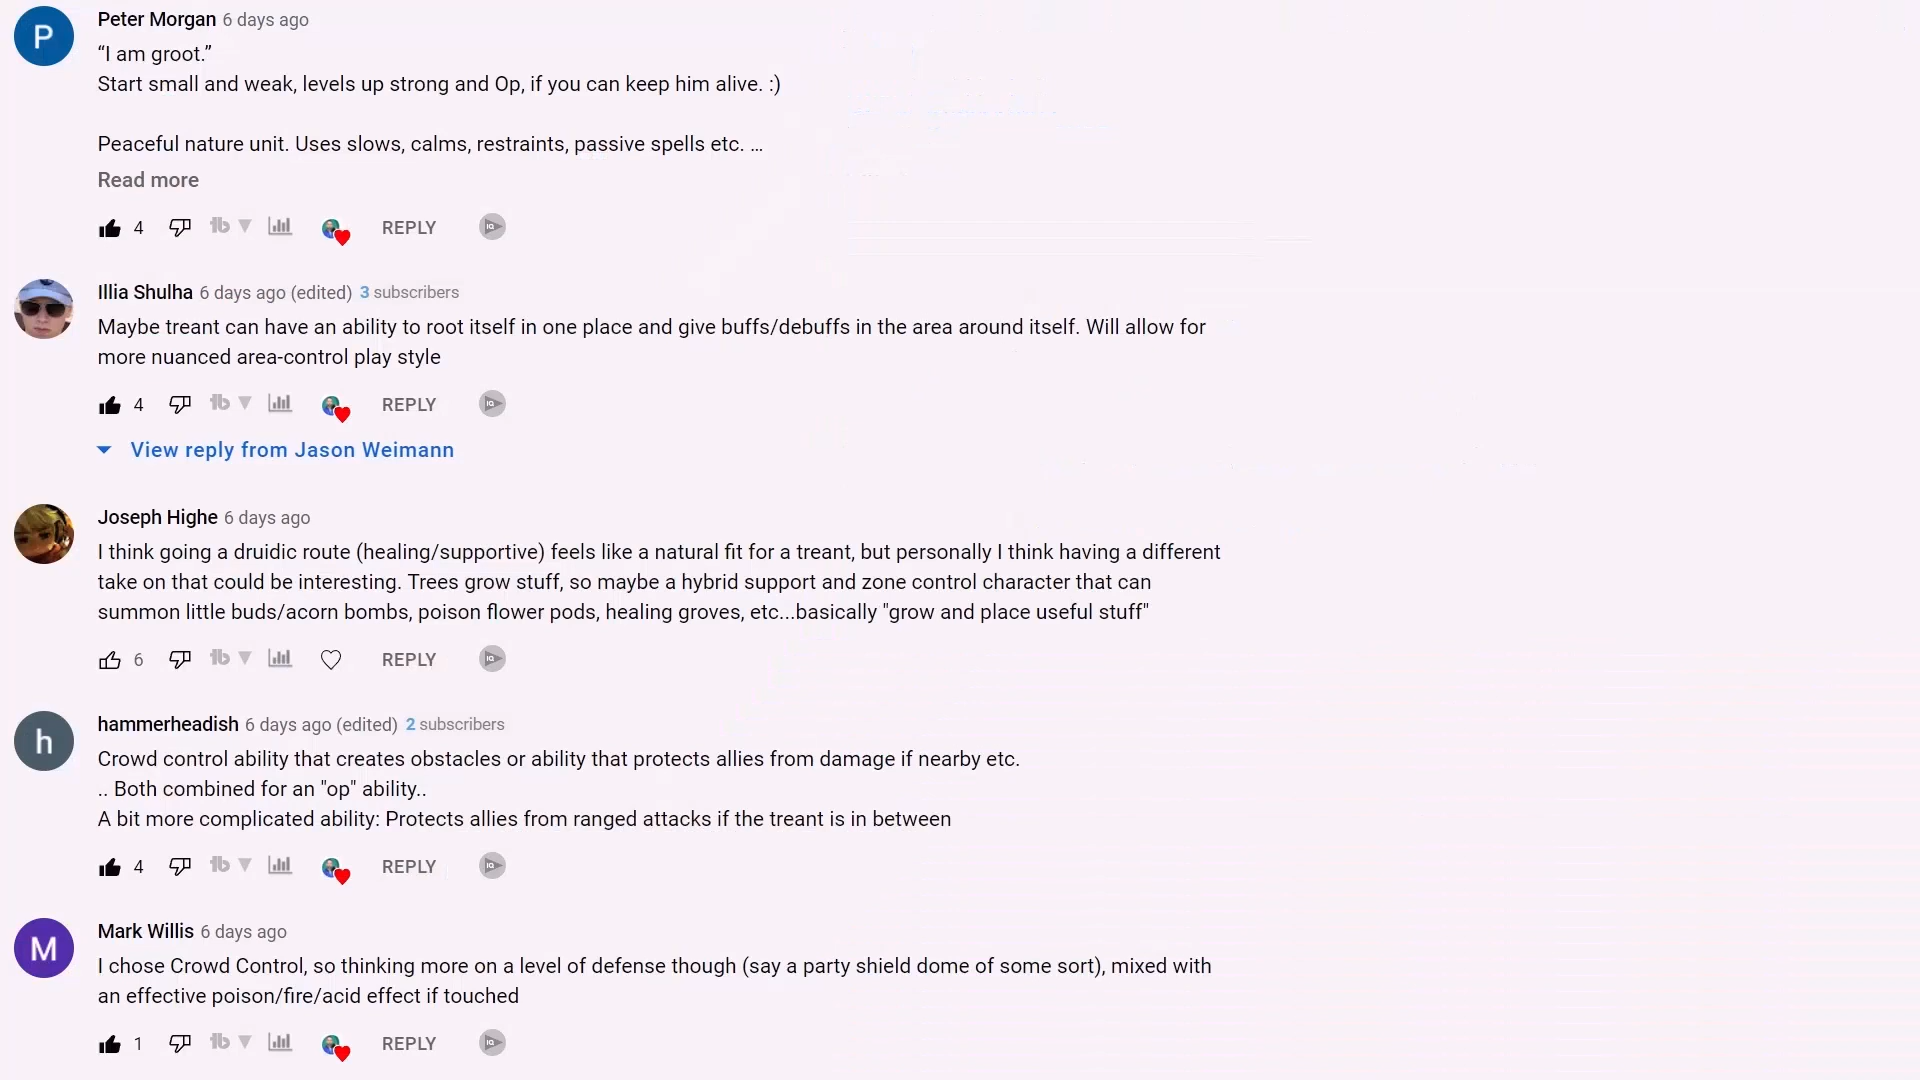 P
Peter Morgan 6 days ago
“I am groot.”
Start small and weak, levels up strong and Op, if you can keep him alive. :)
Peaceful nature unit. Uses slows, calms, restraints, passive spells etc. ...
Read more
4 REPLY
Illia Shulha 6 days ago (edited) 3 subscribers
Maybe treant can have an ability to root itself in one place and give buffs/debuffs in the area around itself. Will allow for
more nuanced area-control play style
4 REPLY
View reply from Jason Weimann
Joseph Highe 6 days ago
I think going a druidic route (healing/supportive) feels like a natural fit for a treant, but personally I think having a different
take on that could be interesting. Trees grow stuff, so maybe a hybrid support and zone control character that can
summon little buds/acorn bombs, poison flower pods, healing groves, etc...basically "grow and place useful stuff"
6 REPLY
h
hammerheadish 6 days ago (edited) 2 subscribers
Crowd control ability that creates obstacles or ability that protects allies from damage if nearby etc.
.. Both combined for an "op" ability..
A bit more complicated ability: Protects allies from ranged attacks if the treant is in between
4 REPLY
M
Mark Willis 6 days ago
I chose Crowd Control, so thinking more on a level of defense though (say a party shield dome of some sort), mixed with
an effective poison/fire/acid effect if touched
1 REPLY